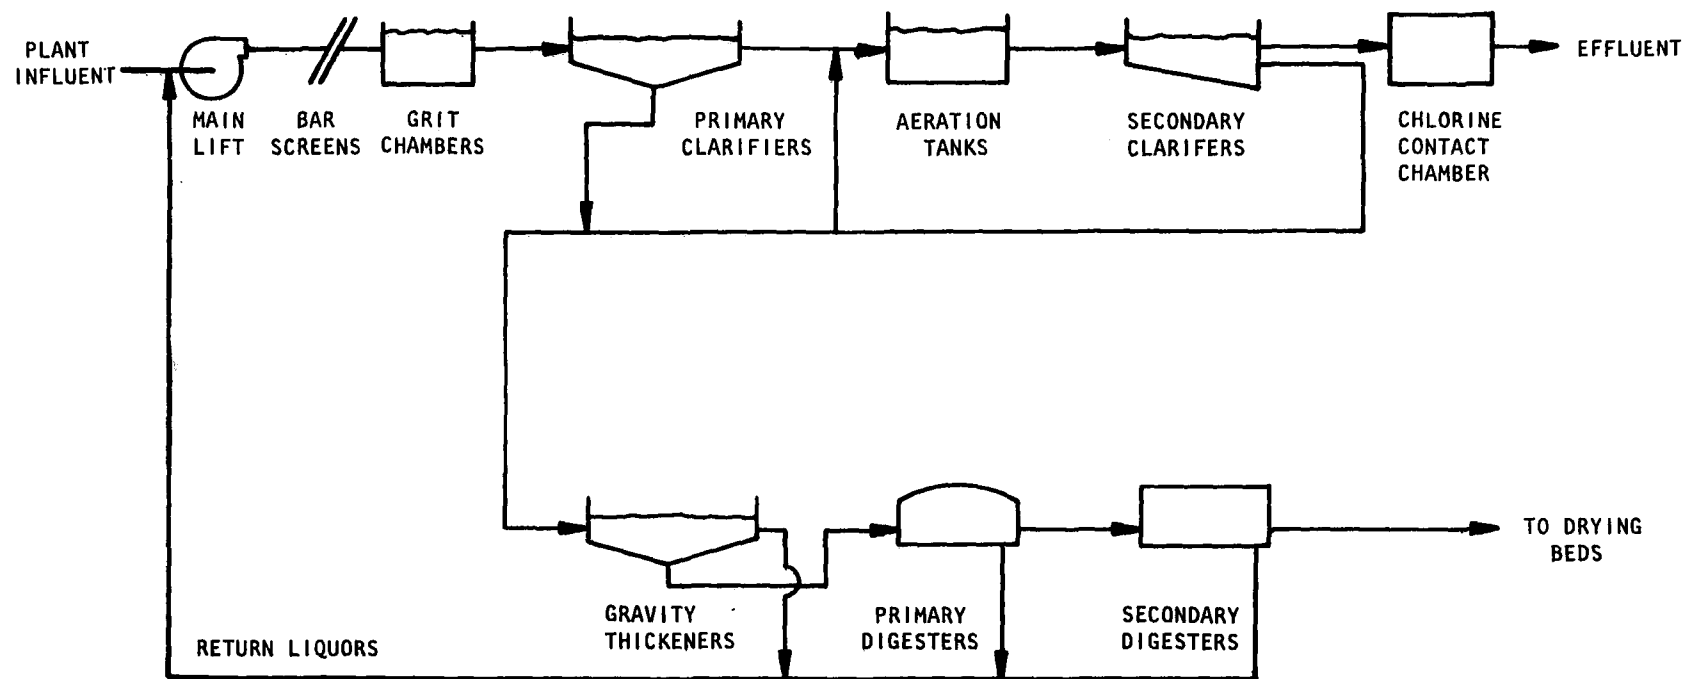 PLANT
INFLUENT
MAIN
LIFT
BAR
SCREENS
GRIT
CHAMBERS
PRIMARY
CLARIFIERS
AERATION
TANKS
SECONDARY
CLARIFERS
CHLORINE
CONTACT
CHAMBER
EFFLUENT
GRAVITY
THICKENERS
PRIMARY
DIGESTERS
SECONDARY
DIGESTERS
TO DRYING
BEDS
RETURN LIQUORS